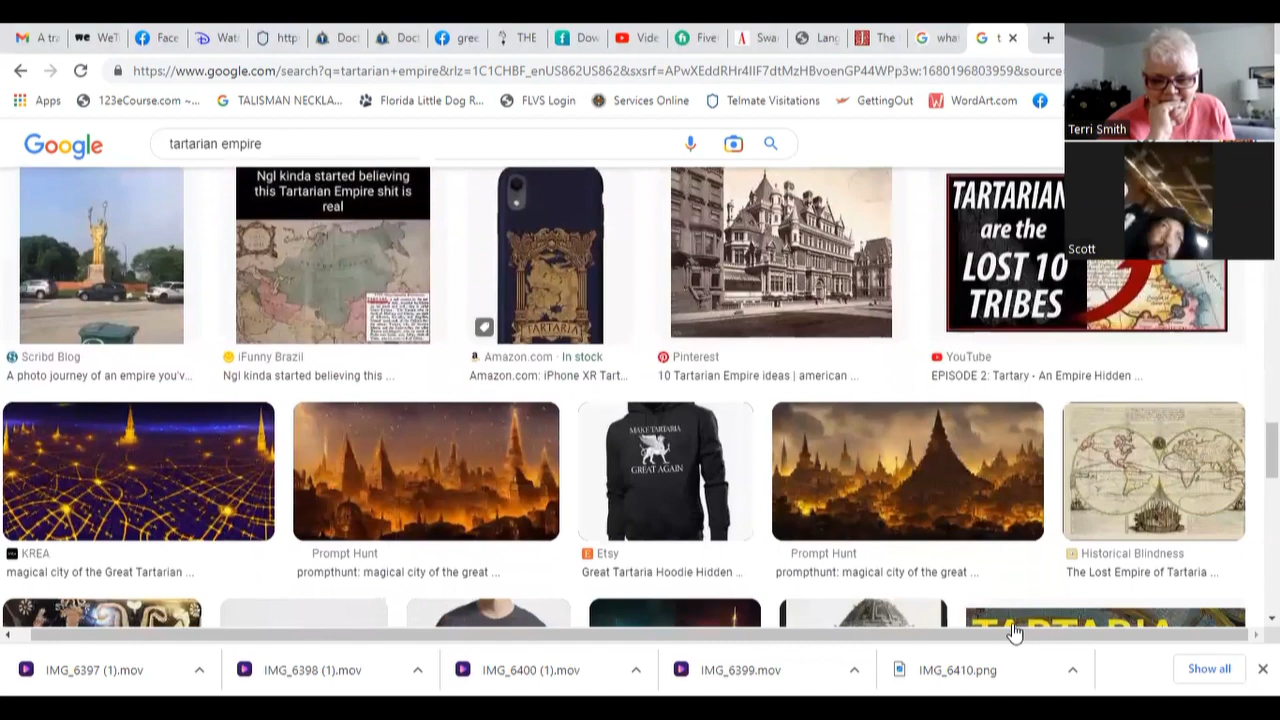 A tra
we WeT
Face
Wat
http
Doci
Doct
gree
THE
Dow
Vide
Five
Swa
Lang
The
wha
t
https://www.google.com/search?q=tartarian+empire&rlz=1C1CHBF_enUS862US862&sxsrf=APwXEddRHr4IIF7dtMzHBvoenGP44WPp3w:1680196803959&source
Apps
123eCourse.com ~...
TALISMAN NECKLA...
Florida Little Dog R...
FLVS Login
Services Online
Telmate Visitations
GettingOut
WordArt.com
Terri Smith
Scott
Google
tartarian empire
Ngl kinda started believing
this Tartarian Empire shit is
real
TARTARIA
TARTARIAN
are the
LOST 10
TRIBES
Scribd Blog
A photo journey of an empire you'v...
iFunny Brazil
Ngl kinda started believing this ...
Amazon.com · In stock
Amazon.com: iPhone XR Tart...
Pinterest
10 Tartarian Empire ideas | american ...
YouTube
EPISODE 2: Tartary - An Empire Hidden ...
MAKE TARTARIA
GREAT AGAIN
KREA
magical city of the Great Tartarian ...
Prompt Hunt
prompthunt: magical city of the great ...
Etsy
Great Tartaria Hoodie Hidden ...
Prompt Hunt
prompthunt: magical city of the great ...
Historical Blindness
The Lost Empire of Tartaria ...
TARTARIA
IMG_6397 (1).mov
IMG_6398 (1).mov
IMG_6400 (1).mov
IMG_6399.mov
IMG_6410.png
Show all